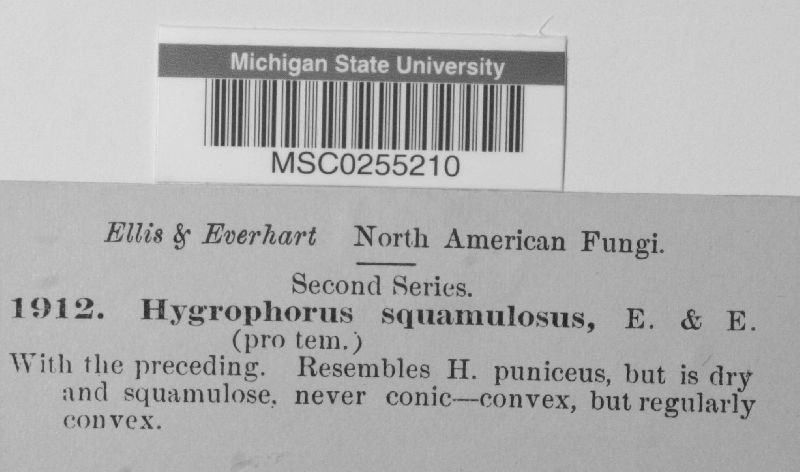 Michigan State University
MSC0255210
Ellis & Everhart North American Fungi.
Second Series.
1912. Hygrophorus squamulosus, E. & E.
(pro tem.)
With the preceding. Resembles H. puniceus, but is dry
and squamulose, never conic—convex, but regularly
convex.